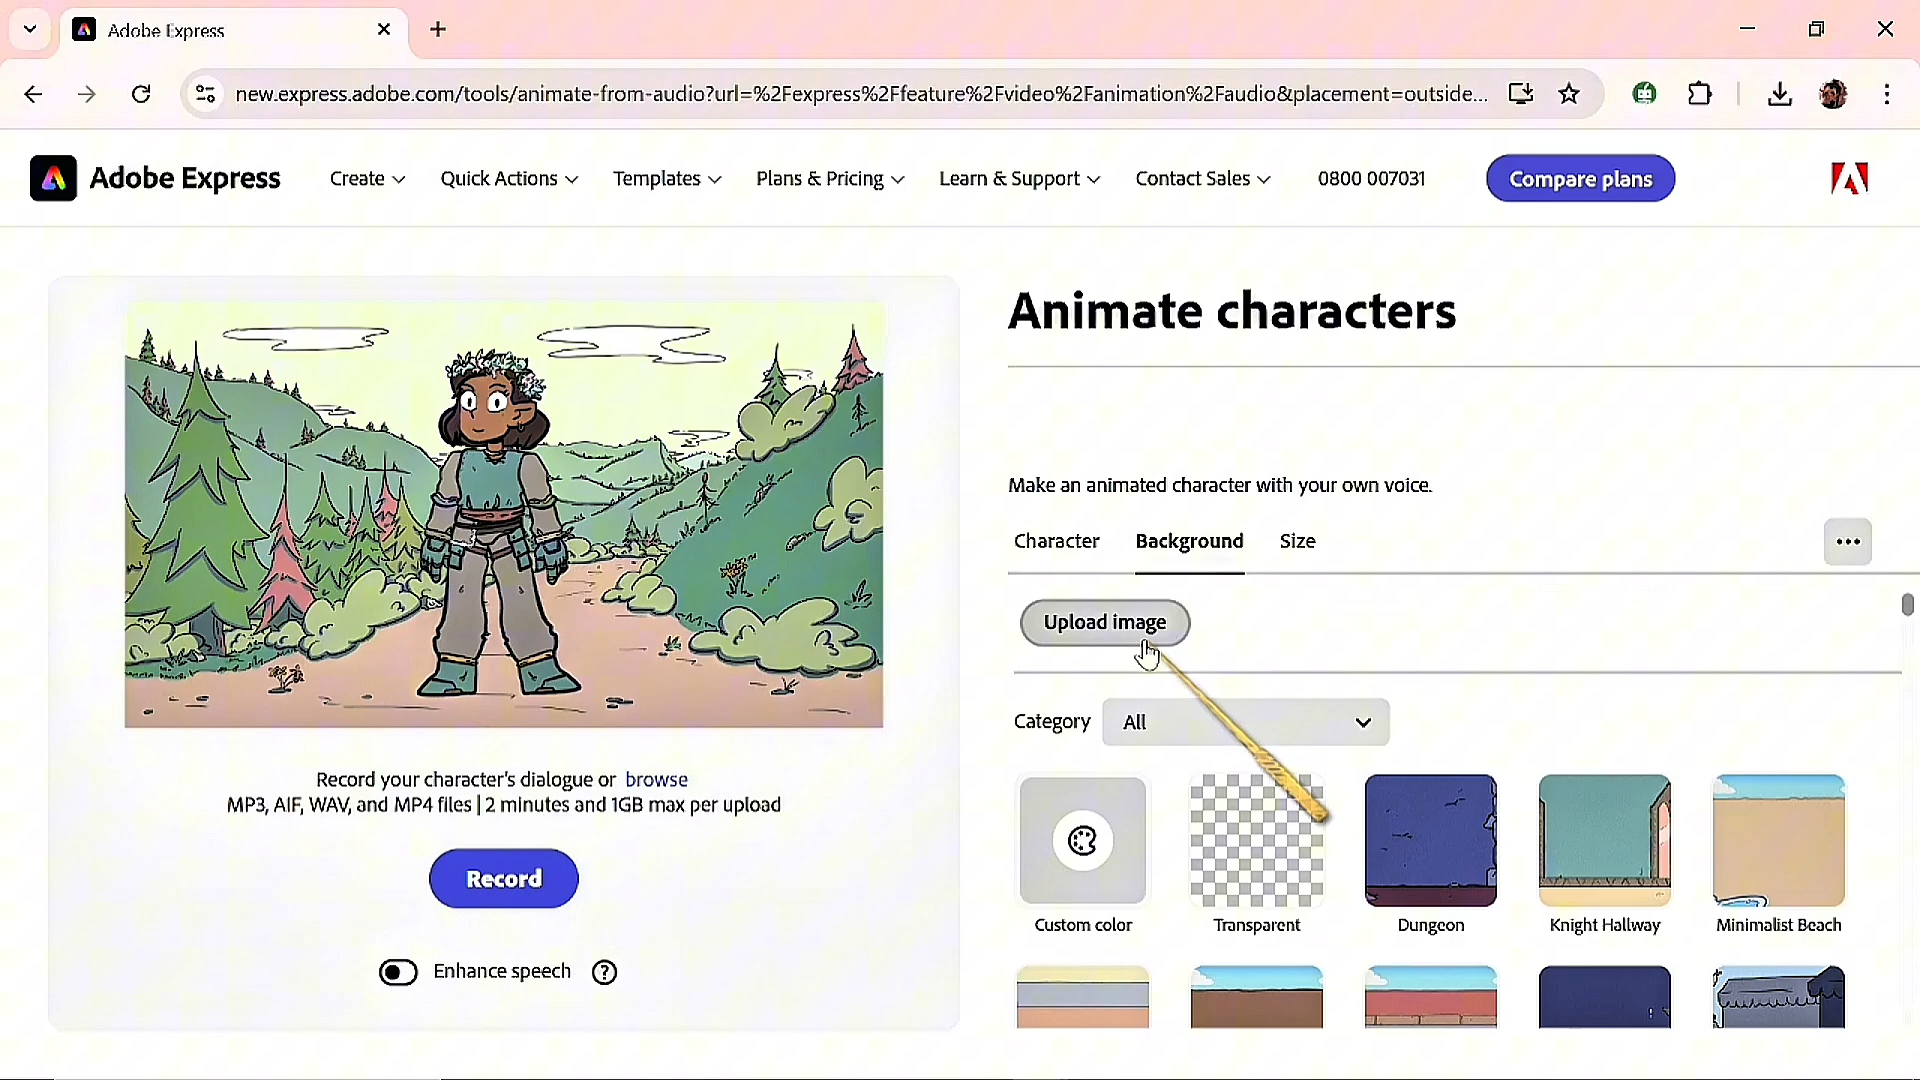 Adobe Express
new.express.adobe.com/tools/animate-from-audio?url=%2Fexpress%2Ffeature%2Fvideo%2Fanimation%2Faudio&placement=outside...
Adobe Express
Create
Quick Actions
Templates
Plans & Pricing
Learn & Support
Contact Sales
0800 007031
Compare plans
Animate characters
Make an animated character with your own voice.
Character
Background
Size
Upload image
Category
All
Custom color
Transparent
Dungeon
Knight Hallway
Minimalist Beach
Record your character's dialogue or browse
MP3, AIF, WAV, and MP4 files | 2 minutes and 1GB max per upload
Record
Enhance speech